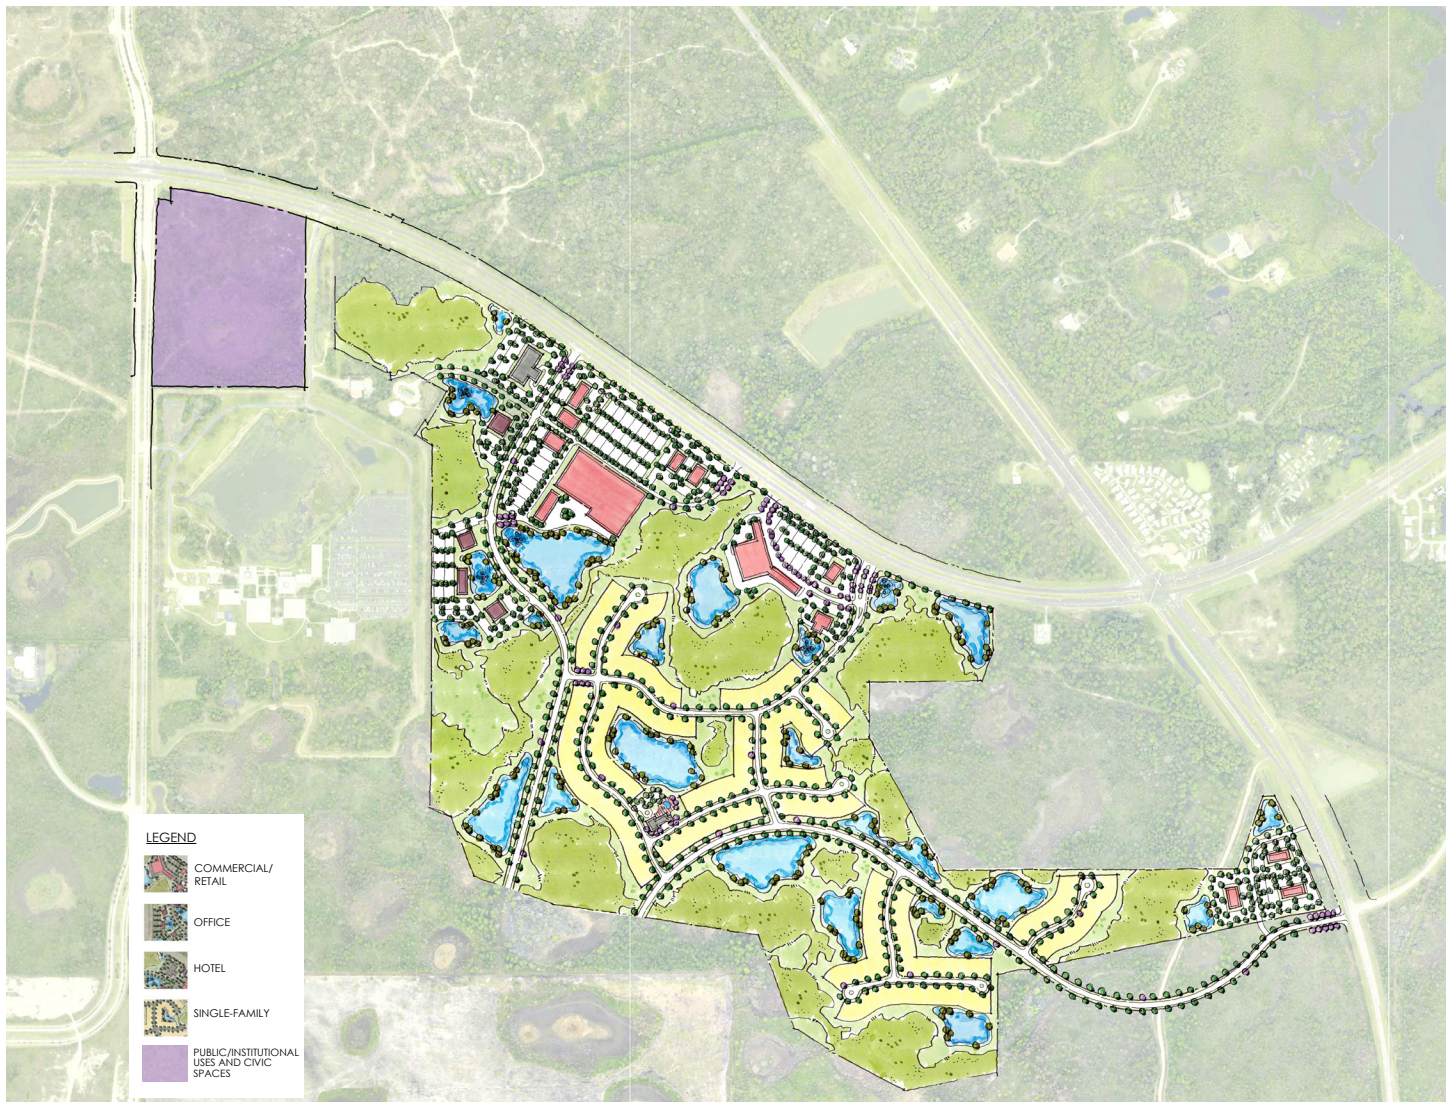 LEGEND
COMMERCIAL/
RETAIL
OFFICE
HOTEL
SINGLE-FAMILY
PUBLIC/INSTITUTIONAL
USES AND CIVIC
SPACES